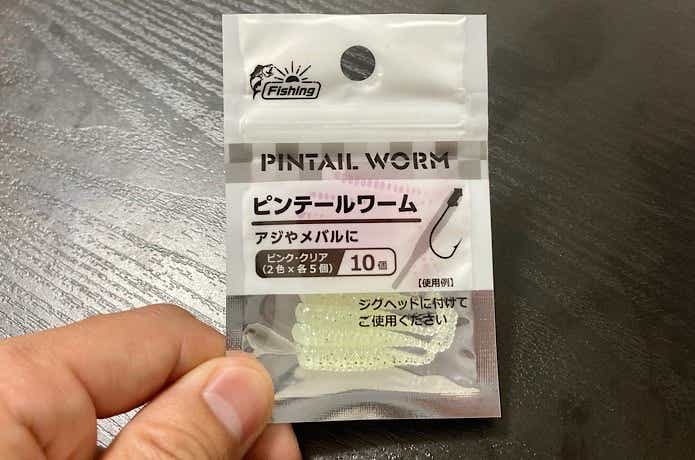 Fishing
PINTAIL WORM
ピンテールワーム
アジやメバルに
ピンク・クリア
(2色×各5個)
10個
【使用例】
ジグヘッドに付けて
ご使用ください